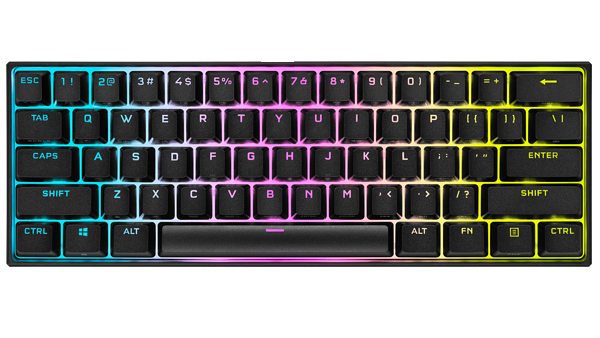 ESC 1! 2@ 3# 4$ 5% 6^ 7& 8* 9( 0) -_ =+ ←
TAB Q W E R T Y U I O P [{ ]} \|
CAPS A S D F G H J K L ;: '" ENTER
SHIFT Z X C V B N M ,< .> /? SHIFT
CTRL ALT ALT FN CTRL